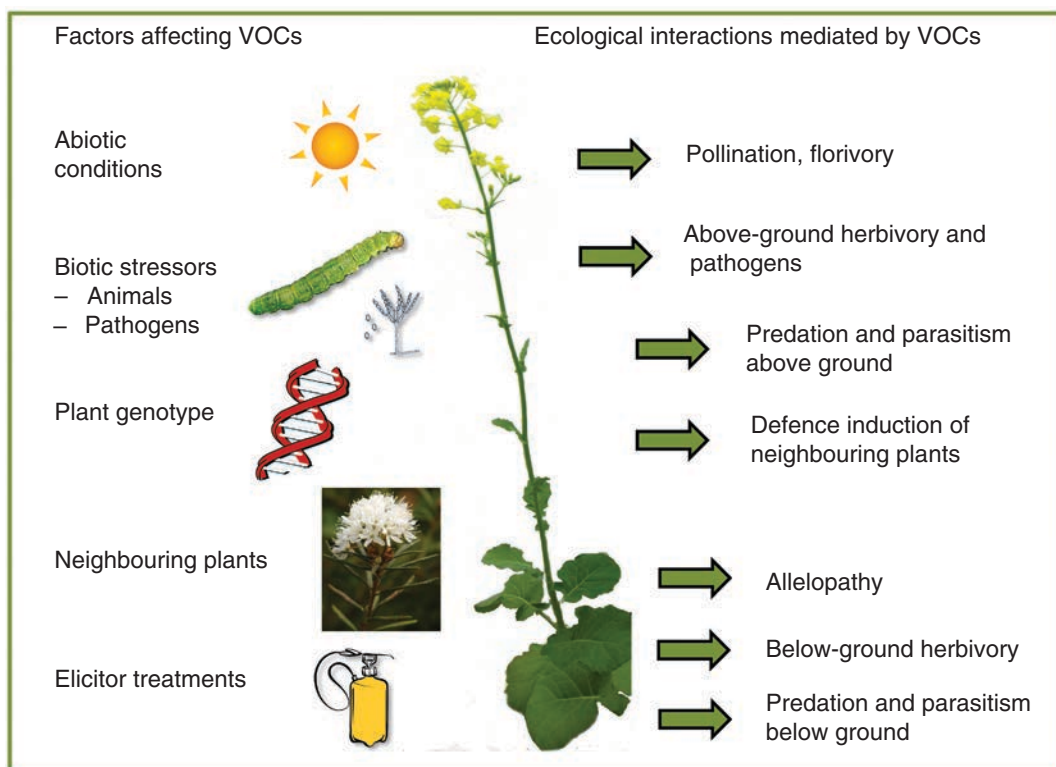 Factors affecting VOCs
Ecological interactions mediated by VOCs
Abiotic
conditions
Biotic stressors
– Animals
– Pathogens
Plant genotype
Neighbouring plants
Elicitor treatments
Pollination, florivory
Above-ground herbivory and
pathogens
Predation and parasitism
above ground
Defence induction of
neighbouring plants
Allelopathy
Below-ground herbivory
Predation and parasitism
below ground